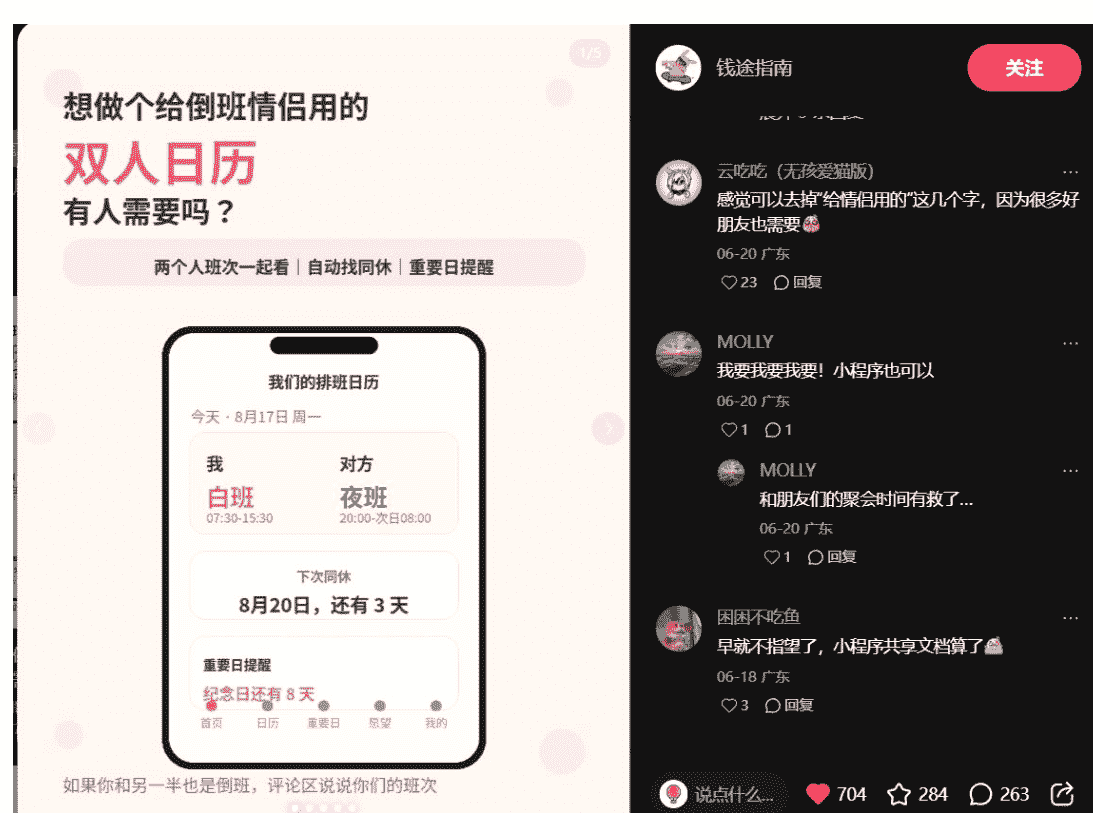 1/5
想做个给倒班情侣用的
双人日历
有人需要吗？
两个人班次一起看｜自动找同休｜重要日提醒
我们的排班日历
今天 · 8月17日 周一
我 对方
白班 夜班
07:30-15:30 20:00-次日08:00
下次同休
8月20日，还有 3 天
重要日提醒
纪念日还有 8 天
首页 日历 重要日 愿望 我的
如果你和另一半也是倒班，评论区说说你们的班次
钱途指南
关注
云吃吃（无孩爱猫版）
感觉可以去掉“给情侣用的”这几个字，因为很多好
朋友也需要
06-20 广东
23 回复
MOLLY
我要我要我要！小程序也可以
06-20 广东
1 1
MOLLY
和朋友们的聚会时间有救了...
06-20 广东
1 回复
困困不吃鱼
早就不指望了，小程序共享文档算了
06-18 广东
3 回复
说点什么... 704 284 263